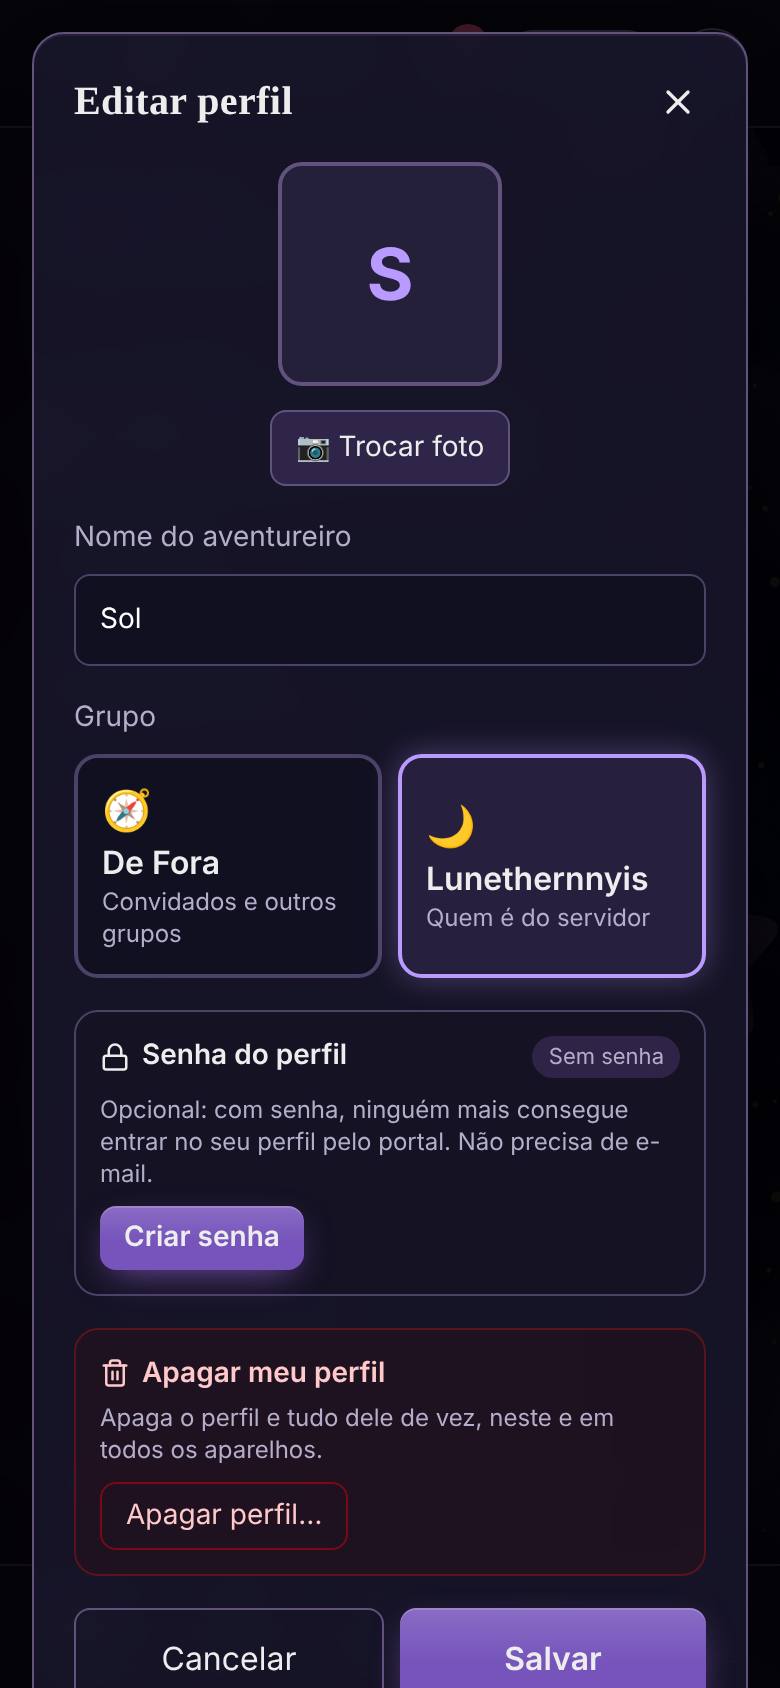 Editar perfil
S
Trocar foto
Nome do aventureiro
Sol
Grupo
De Fora
Convidados e outros
grupos
Lunethernnyis
Quem é do servidor
Senha do perfil
Sem senha
Opcional: com senha, ninguém mais consegue
entrar no seu perfil pelo portal. Não precisa de e-
mail.
Criar senha
Apagar meu perfil
Apaga o perfil e tudo dele de vez, neste e em
todos os aparelhos.
Apagar perfil...
Cancelar
Salvar